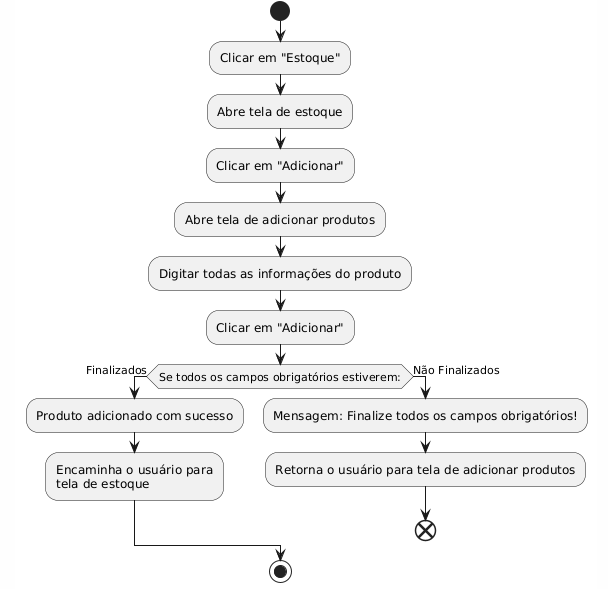 Clicar em "Estoque"
Abre tela de estoque
Clicar em "Adicionar"
Abre tela de adicionar produtos
Digitar todas as informações do produto
Clicar em "Adicionar"
Se todos os campos obrigatórios estiverem:
Finalizados
Produto adicionado com sucesso
Encaminha o usuário para
tela de estoque
Não Finalizados
Mensagem: Finalize todos os campos obrigatórios!
Retorna o usuário para tela de adicionar produtos